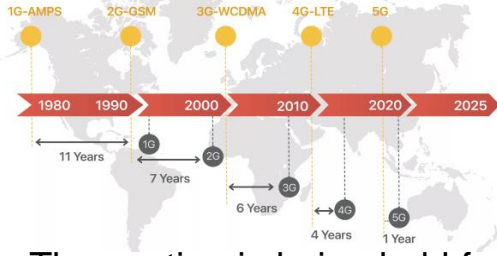 1G-AMPS 2G-GSM 3G-WCDMA 4G-LTE 5G
1980 1990 2000 2010 2020 2025
1G
11 Years
2G
7 Years
3G
6 Years
4G
4 Years
5G
1 Year